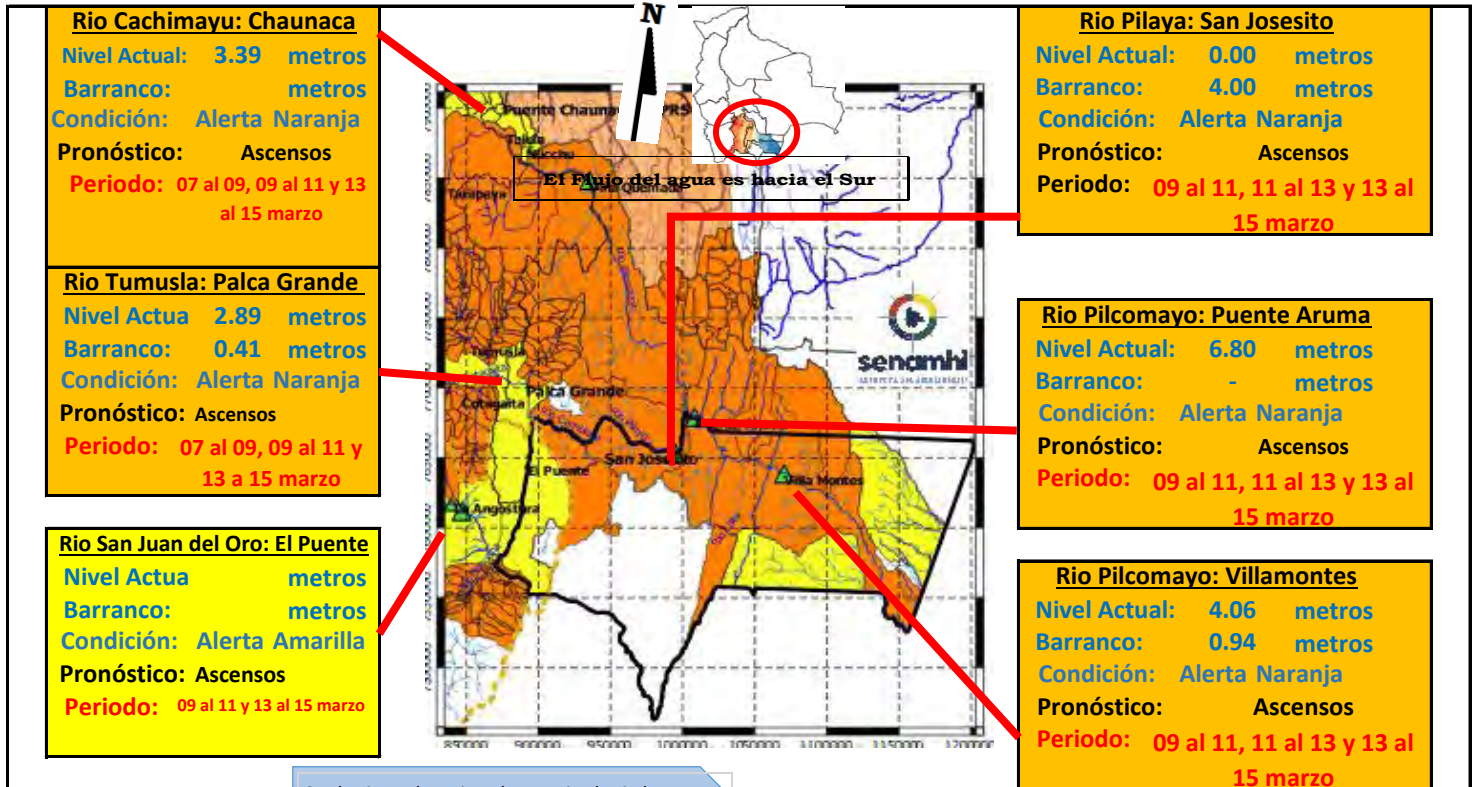 Rio Cachimayu: Chaunaca
Nivel Actual: 3.39 metros
Barranco: metros
Condición: Alerta Naranja
Pronóstico: Ascensos
Periodo: 07 al 09, 09 al 11 y 13
al 15 marzo
Rio Tumusla: Palca Grande
Nivel Actua 2.89 metros
Barranco: 0.41 metros
Condición: Alerta Naranja
Pronóstico: Ascensos
Periodo: 07 al 09, 09 al 11 y
13 a 15 marzo
Rio San Juan del Oro: El Puente
Nivel Actua metros
Barranco: metros
Condición: Alerta Amarilla
Pronóstico: Ascensos
Periodo: 09 al 11 y 13 al 15 marzo
N
Puente Chauna
Tarapaya
El Flujo del agua es hacia el Sur
senamhi
Tumusla
Palca Grande
Cotagaita
El Puente
San Josesito
Villa Montes
Angostura
850000 900000 950000 1000000 1050000 1100000 1150000 1200000
Rio Pilaya: San Josesito
Nivel Actual: 0.00 metros
Barranco: 4.00 metros
Condición: Alerta Naranja
Pronóstico: Ascensos
Periodo: 09 al 11, 11 al 13 y 13 al
15 marzo
Rio Pilcomayo: Puente Aruma
Nivel Actual: 6.80 metros
Barranco: - metros
Condición: Alerta Naranja
Pronóstico: Ascensos
Periodo: 09 al 11, 11 al 13 y 13 al
15 marzo
Rio Pilcomayo: Villamontes
Nivel Actual: 4.06 metros
Barranco: 0.94 metros
Condición: Alerta Naranja
Pronóstico: Ascensos
Periodo: 09 al 11, 11 al 13 y 13 al
15 marzo